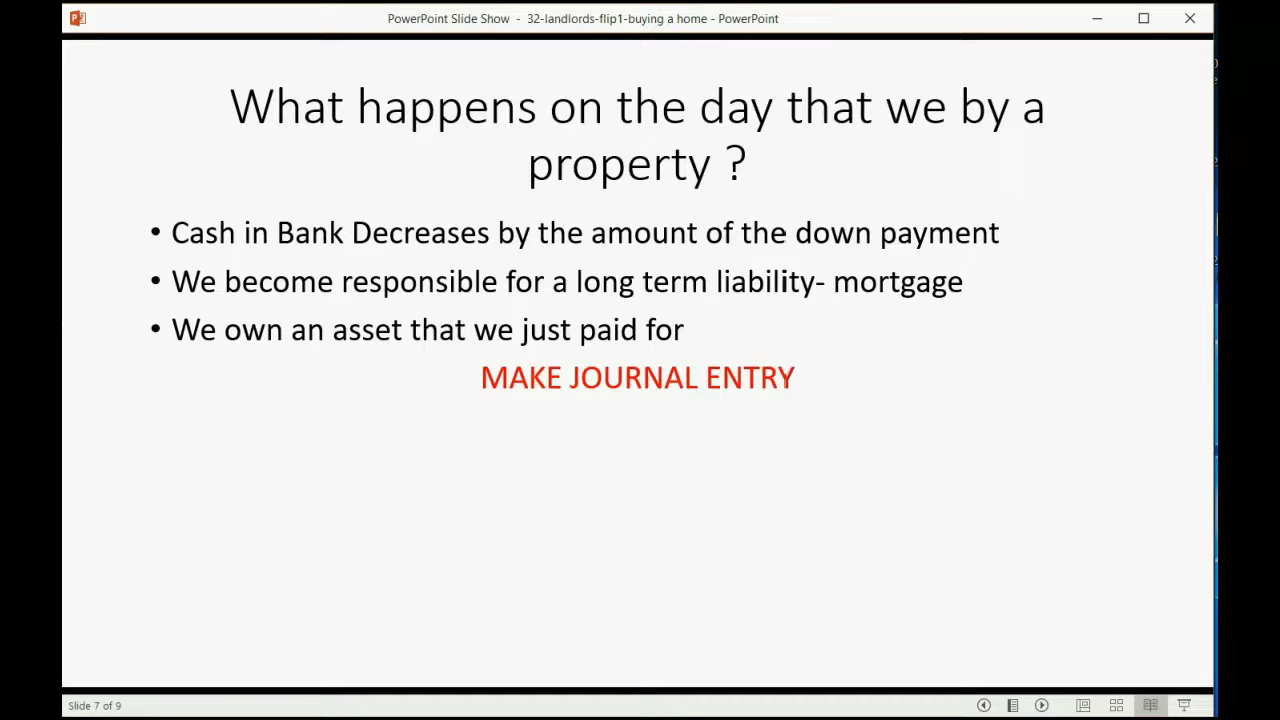 PowerPoint Slide Show - 32-landlords-flip1-buying a home - PowerPoint
What happens on the day that we by a
property ?
• Cash in Bank Decreases by the amount of the down payment
• We become responsible for a long term liability- mortgage
• We own an asset that we just paid for
MAKE JOURNAL ENTRY
Slide 7 of 9